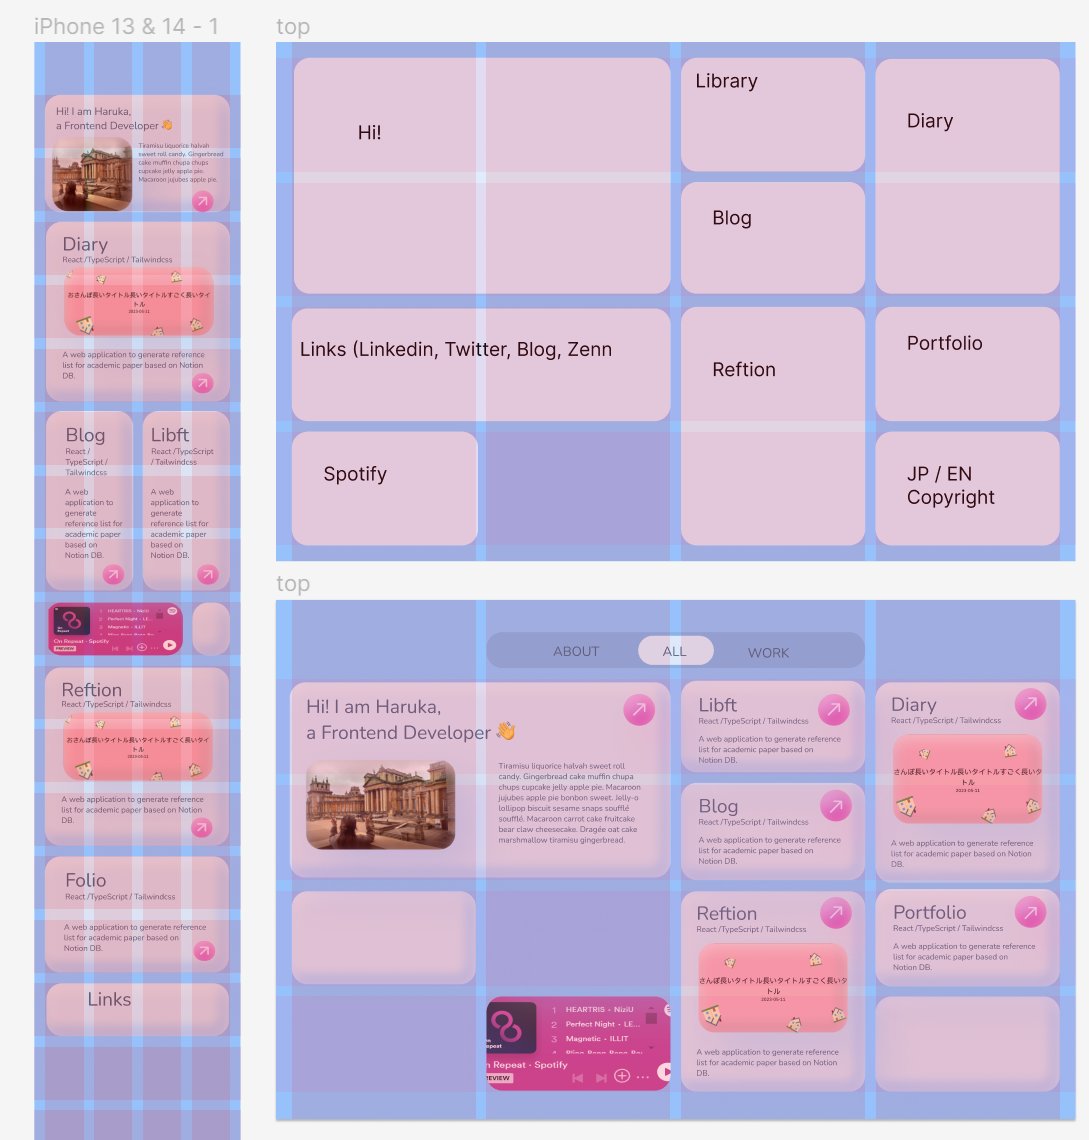 iPhone 13 & 14 - 1
Hi! I am Haruka,
a Frontend Developer 👋
Tiramisu liquorice halvah
sweet roll candy. Gingerbread
cake muffin chupa chups
cupcake jelly apple pie.
Macaroon jujubes apple pie.
Diary
React /TypeScript / Tailwindcss
おさんぽ長いタイトル長いタイトルすごく長いタイ
トル
2023-05-11
A web application to generate reference
list for academic paper based on Notion
DB.
Blog
React /
TypeScript /
Tailwindcss
A web
application to
generate
reference list for
academic paper
based on
Notion DB.
Libft
React /TypeScript
/ Tailwindcss
A web
application to
generate
reference list for
academic paper
based on
Notion DB.
On
Repeat
1 HEARTRIS • NiziU
2 Perfect Night • LE...
3 Magnetic • ILLIT
On Repeat · Spotify
PREVIEW
Reftion
React /TypeScript / Tailwindcss
おさんぽ長いタイトル長いタイトルすごく長いタイ
トル
2023-05-11
A web application to generate reference
list for academic paper based on Notion
DB.
Folio
React /TypeScript / Tailwindcss
A web application to generate reference
list for academic paper based on
Notion DB.
Links
top
Hi!
Library
Diary
Blog
Links (Linkedin, Twitter, Blog, Zenn
Reftion
Portfolio
Spotify
JP / EN
Copyright
top
ABOUT
ALL
WORK
Hi! I am Haruka,
a Frontend Developer 👋
Tiramisu liquorice halvah sweet roll
candy. Gingerbread cake muffin chupa
chups cupcake jelly apple pie. Macaroon
jujubes apple pie bonbon sweet. Jelly-o
lollipop biscuit sesame snaps soufflé
soufflé. Macaroon carrot cake fruitcake
bear claw cheesecake. Dragée oat cake
marshmallow tiramisu gingerbread.
Libft
React /TypeScript / Tailwindcss
A web application to generate reference
list for academic paper based on
Notion DB.
Blog
React /TypeScript / Tailwindcss
A web application to generate reference
list for academic paper based on
Notion DB.
Diary
React /TypeScript / Tailwindcss
さんぽ長いタイトル長いタイトルすごく長いタ
トル
2023-05-11
A web application to generate reference
list for academic paper based on Notion
DB.
Reftion
React /TypeScript / Tailwindcss
さんぽ長いタイトル長いタイトルすごく長いタ
トル
2023-05-11
A web application to generate reference
list for academic paper based on Notion
DB.
Portfolio
React /TypeScript / Tailwindcss
A web application to generate reference
list for academic paper based on
Notion DB.
Repeat
1 HEARTRIS • NiziU
2 Perfect Night • LE...
3 Magnetic • ILLIT
n Repeat · Spotify
REVIEW